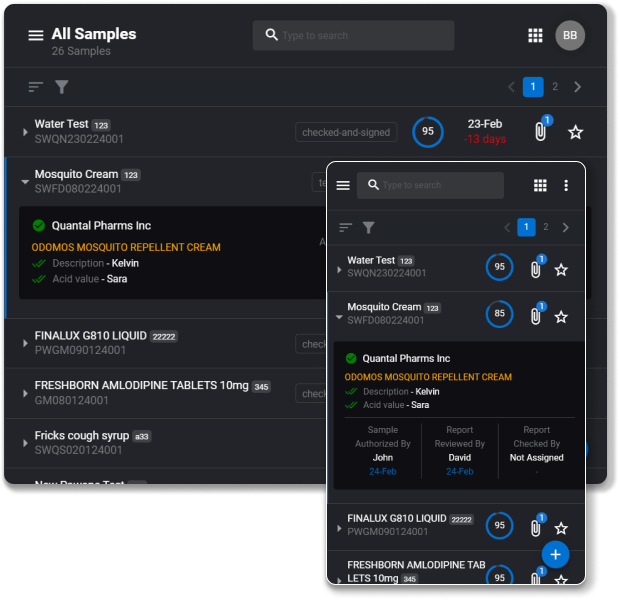 All Samples
26 Samples
Type to search
BB
1 2
Water Test 123
SWQN230224001
checked-and-signed
95
23-Feb
-13 days
1
Mosquito Cream 123
SWFD080224001
Quantal Pharms Inc
ODOMOS MOSQUITO REPELLENT CREAM
Description - Kelvin
Acid value - Sara
FINALUX G810 LIQUID 22222
PWGM090124001
FRESHBORN AMLODIPINE TABLETS 10mg 345
GM080124001
Fricks cough syrup a33
SWQS020124001
Type to search
1 2
Water Test 123
SWQN230224001
95
1
Mosquito Cream 123
SWFD080224001
85
1
Quantal Pharms Inc
ODOMOS MOSQUITO REPELLENT CREAM
Description - Kelvin
Acid value - Sara
Sample Authorized By
John
24-Feb
Report Reviewed By
David
24-Feb
Report Checked By
Not Assigned
-
FINALUX G810 LIQUID 22222
PWGM090124001
95
1
FRESHBORN AMLODIPINE TAB
LETS 10mg 345
95
1